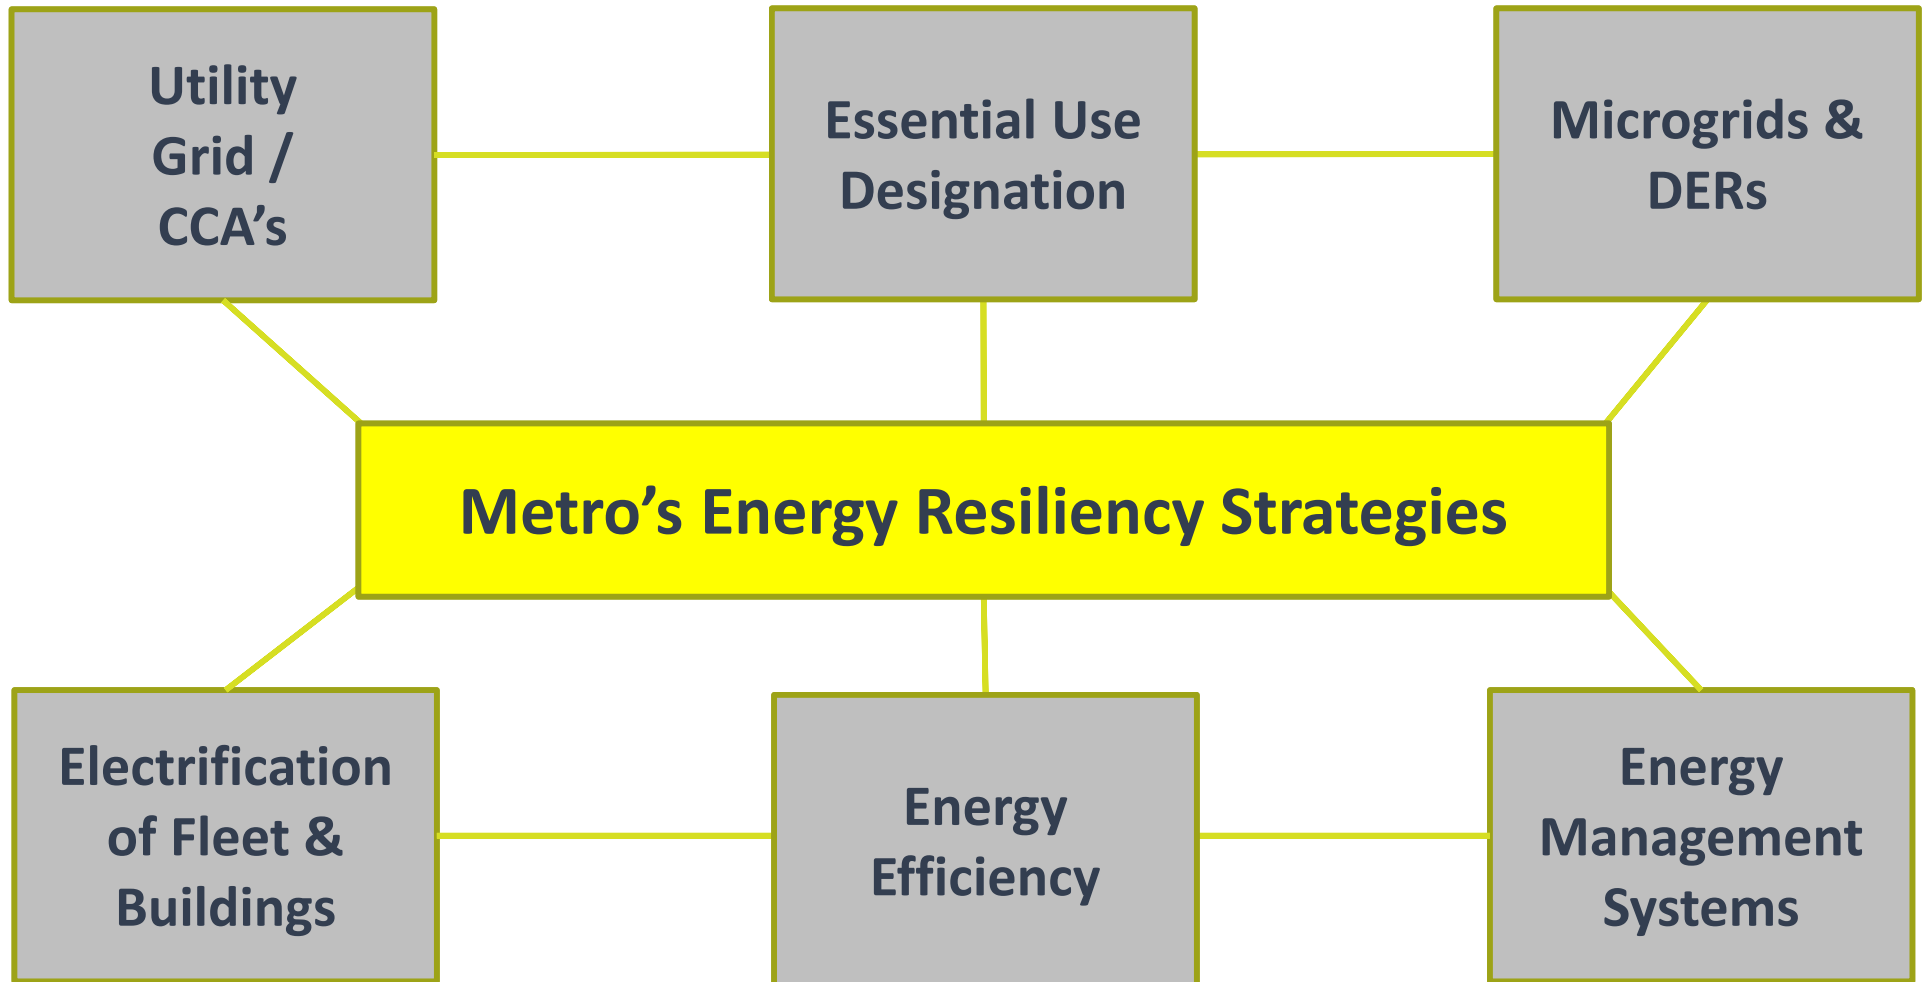 Utility
Grid /
CCA’s
Essential Use
Designation
Microgrids &
DERs
Metro’s Energy Resiliency Strategies
Electrification
of Fleet &
Buildings
Energy
Efficiency
Energy
Management
Systems